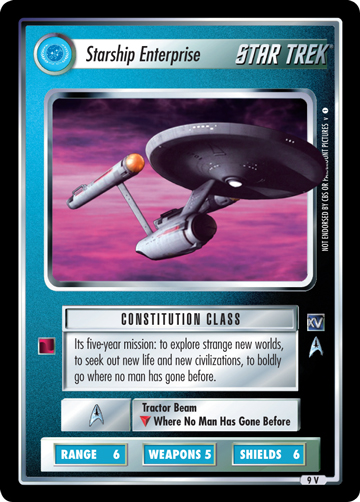 Starship Enterprise
STAR TREK
NOT ENDORSED BY CBS OR PICTURES V
CONSTITUTION CLASS
XV
Its five-year mission: to explore strange new worlds,
to seek out new life and new civilizations, to boldly
go where no man has gone before.
Tractor Beam
Where No Man Has Gone Before
RANGE 6
WEAPONS 5
SHIELDS 6
9 V